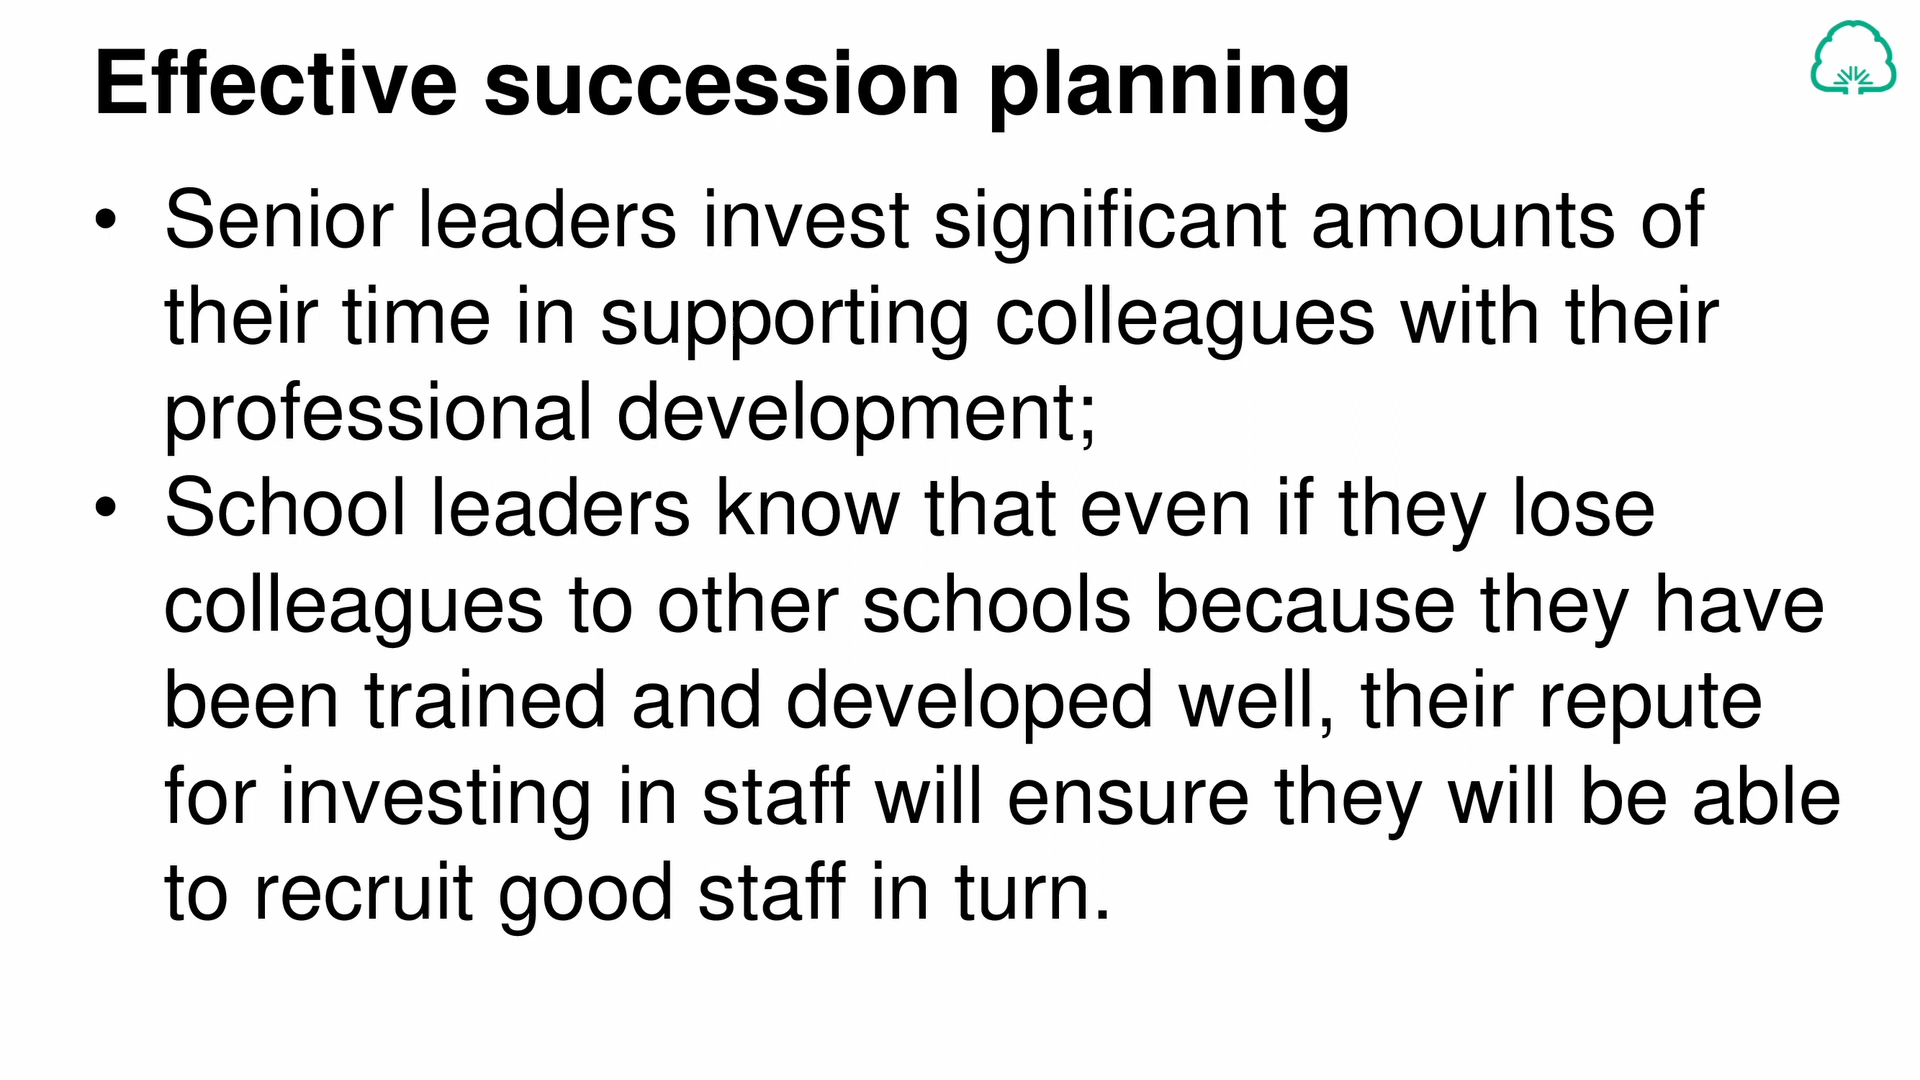 Effective succession planning
• Senior leaders invest significant amounts of
their time in supporting colleagues with their
professional development;
• School leaders know that even if they lose
colleagues to other schools because they have
been trained and developed well, their repute
for investing in staff will ensure they will be able
to recruit good staff in turn.